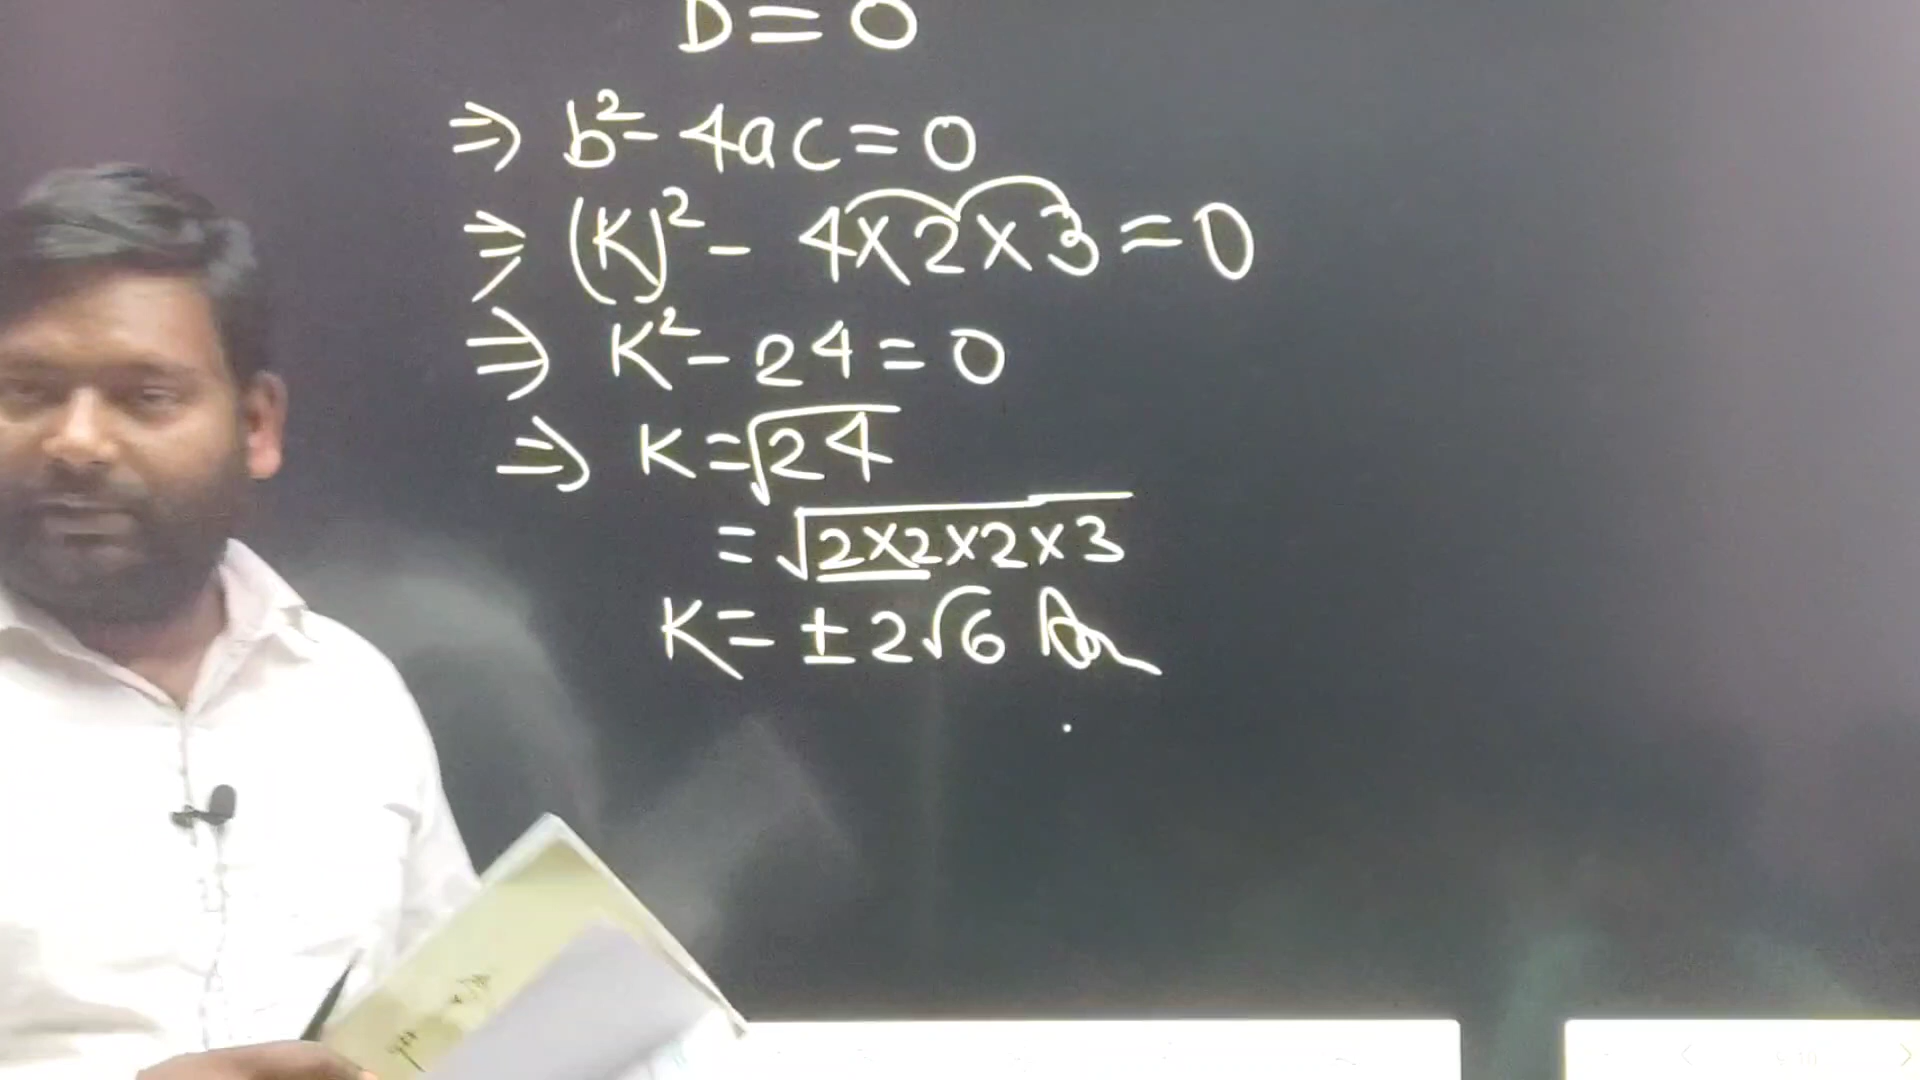 D = 0
⇒ b² - 4ac = 0
⇒ (K)² - 4×2×3 = 0
⇒ K² - 24 = 0
⇒ K = √24
= √2×2×2×3
K = ± 2√6 Ans